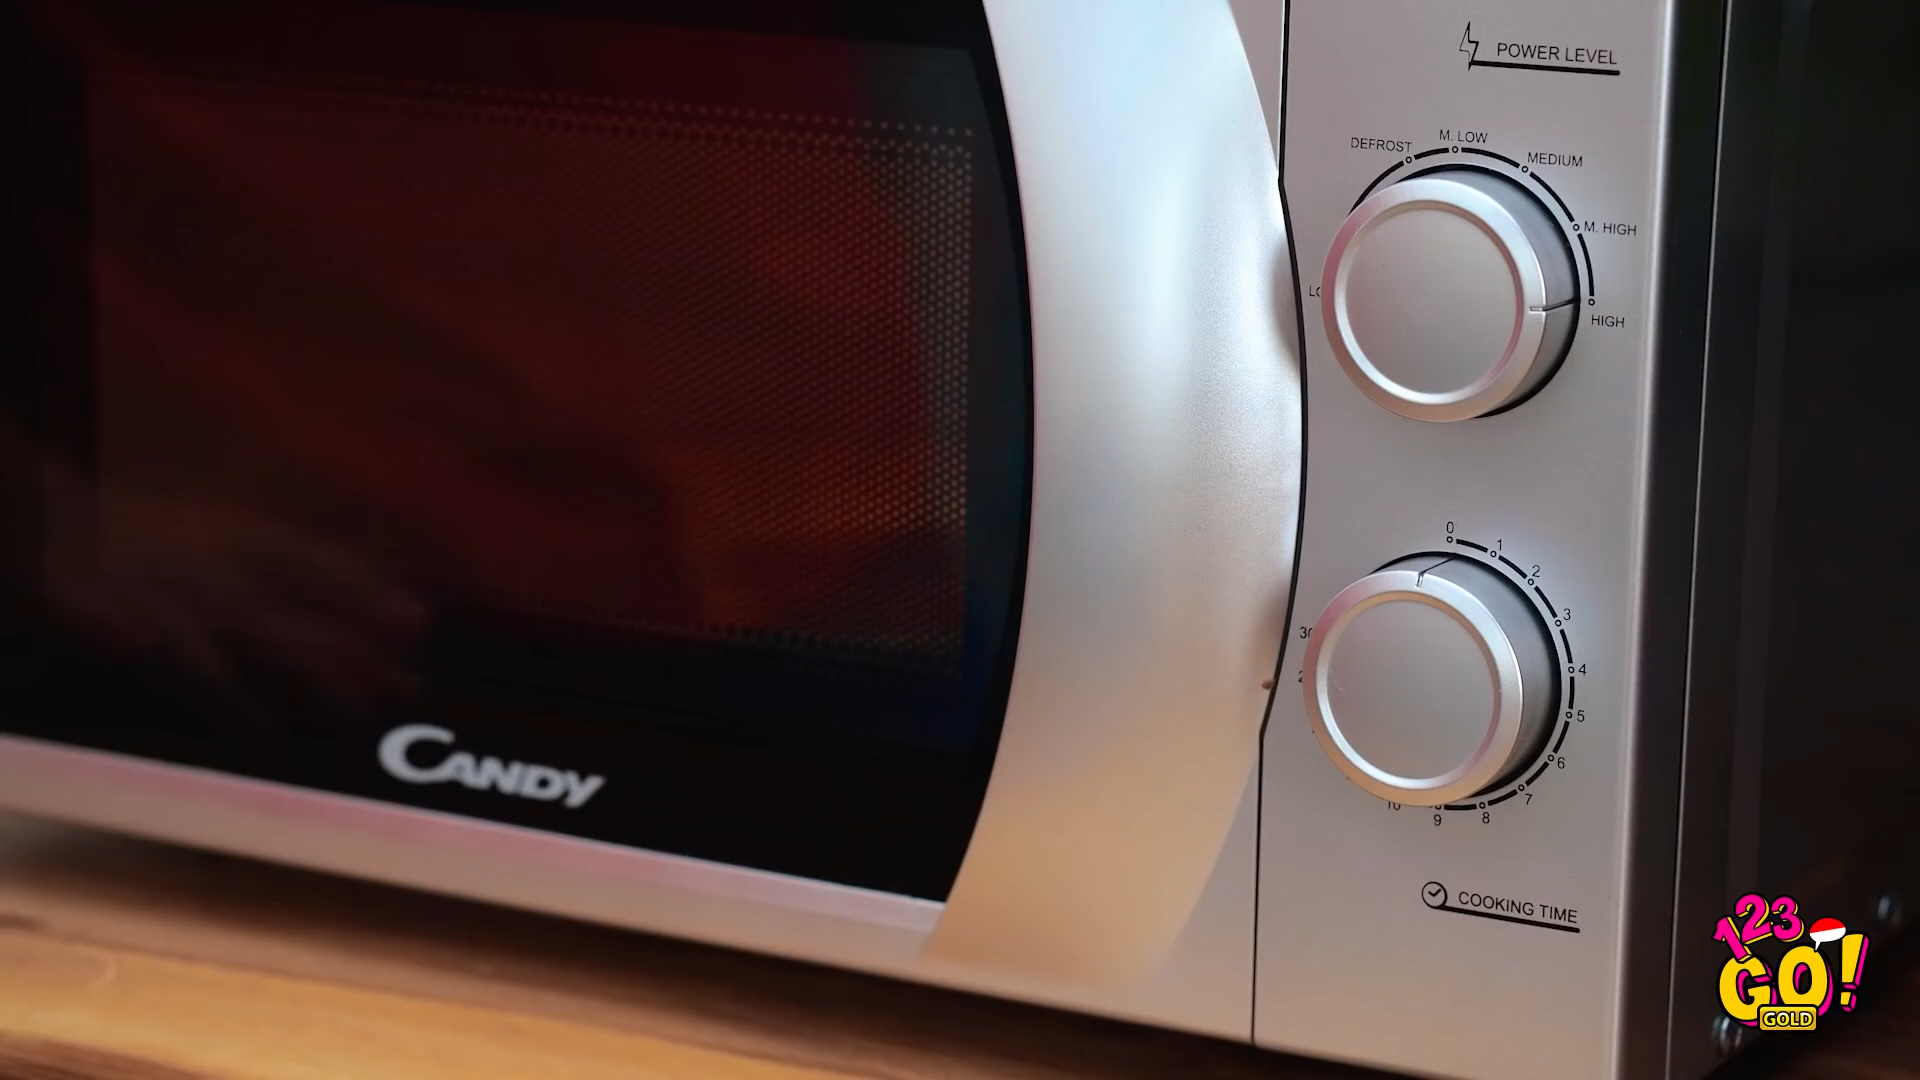 POWER LEVEL
DEFROST
M. LOW
MEDIUM
M. HIGH
HIGH
0
1
2
3
4
5
6
7
8
9
10
COOKING TIME
CANDY
123
GO!
GOLD